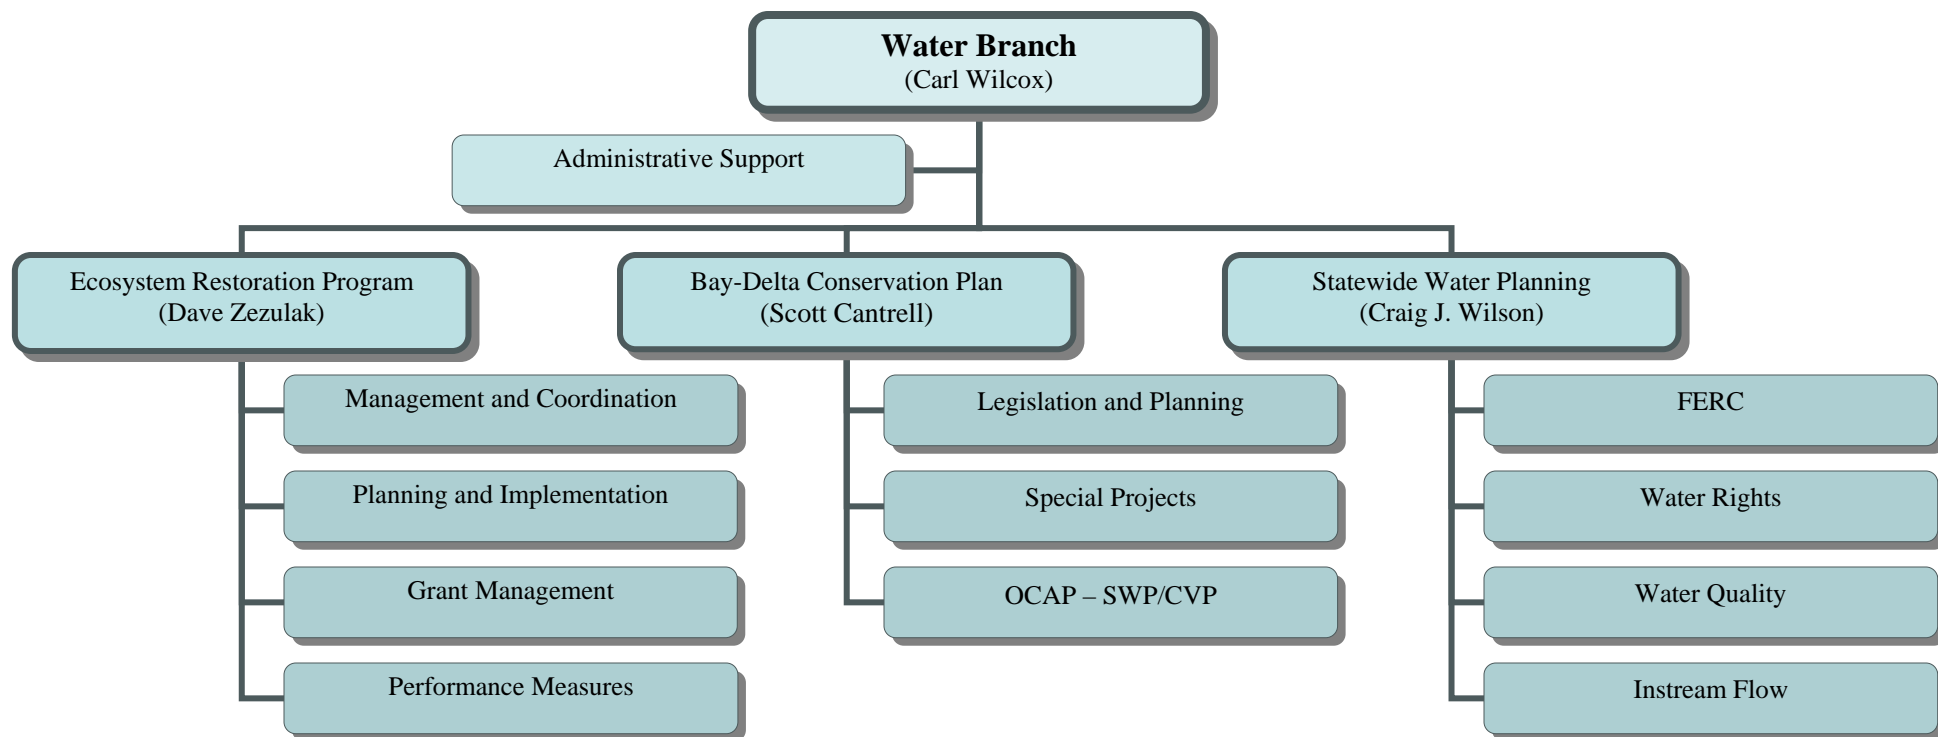 Water Branch
(Carl Wilcox)
Administrative Support
Ecosystem Restoration Program
(Dave Zezulak)
Bay-Delta Conservation Plan
(Scott Cantrell)
Statewide Water Planning
(Craig J. Wilson)
Management and Coordination
Planning and Implementation
Grant Management
Performance Measures
Legislation and Planning
Special Projects
OCAP – SWP/CVP
FERC
Water Rights
Water Quality
Instream Flow